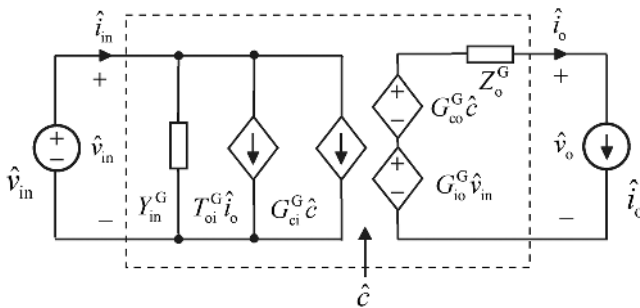 î_in
+
v̂_in
+
−
v̂_in
−
Y_in^G
T_oi^G î_o
G_ci^G ĉ
+
−
G_co^G ĉ
+
−
G_io^G v̂_in
Z_o^G
î_o
+
v̂_o
−
î_o
ĉ